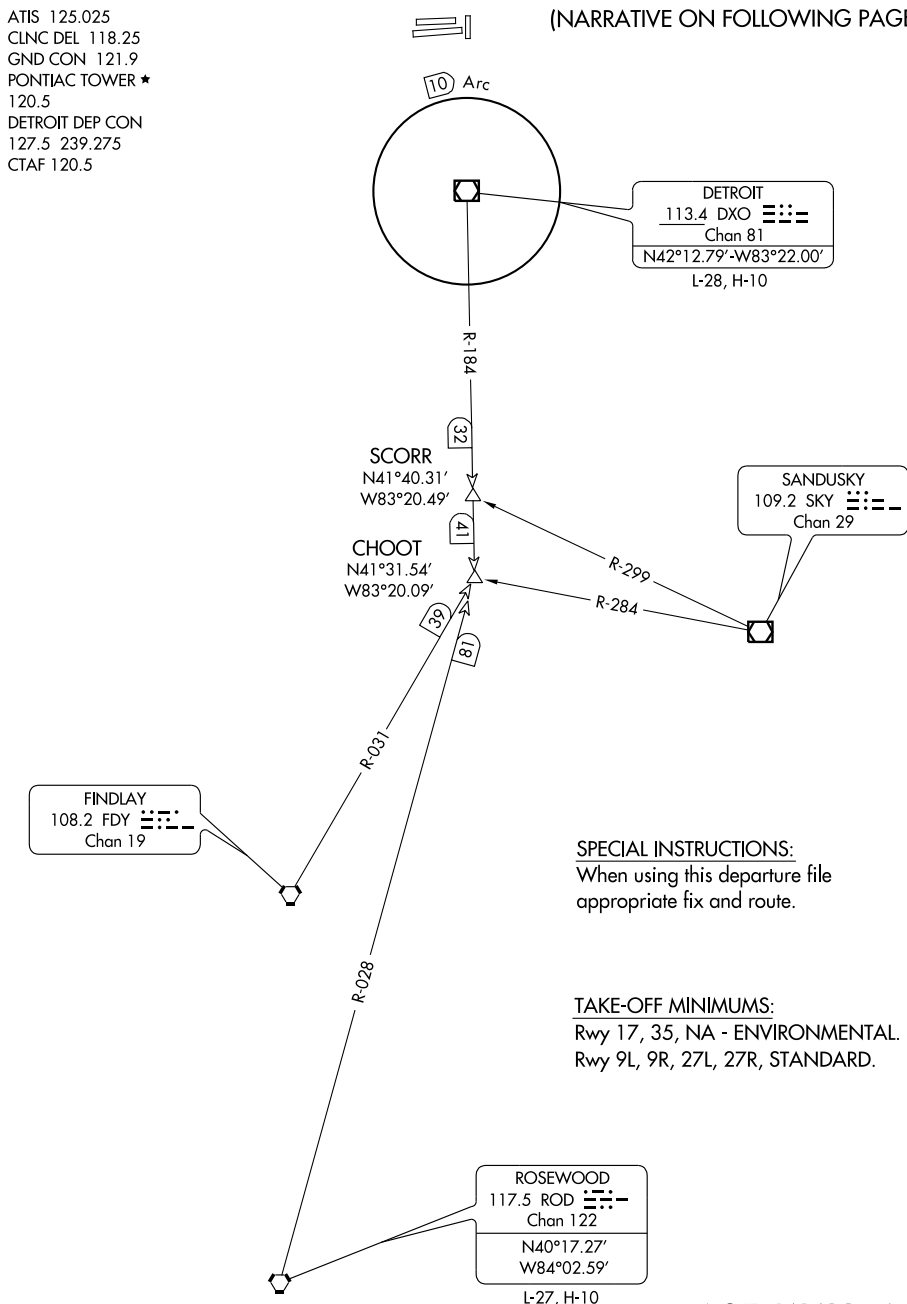 ATIS 125.025
CLNC DEL 118.25
GND CON 121.9
PONTIAC TOWER ★
120.5
DETROIT DEP CON
127.5 239.275
CTAF 120.5
(NARRATIVE ON FOLLOWING PAGE
10 Arc
DETROIT
113.4 DXO
Chan 81
N42°12.79'-W83°22.00'
L-28, H-10
R-184
32
SCORR
N41°40.31'
W83°20.49'
41
CHOOT
N41°31.54'
W83°20.09'
SANDUSKY
109.2 SKY
Chan 29
R-299
R-284
39
81
R-031
FINDLAY
108.2 FDY
Chan 19
R-028
SPECIAL INSTRUCTIONS:
When using this departure file
appropriate fix and route.
TAKE-OFF MINIMUMS:
Rwy 17, 35, NA - ENVIRONMENTAL.
Rwy 9L, 9R, 27L, 27R, STANDARD.
ROSEWOOD
117.5 ROD
Chan 122
N40°17.27'
W84°02.59'
L-27, H-10